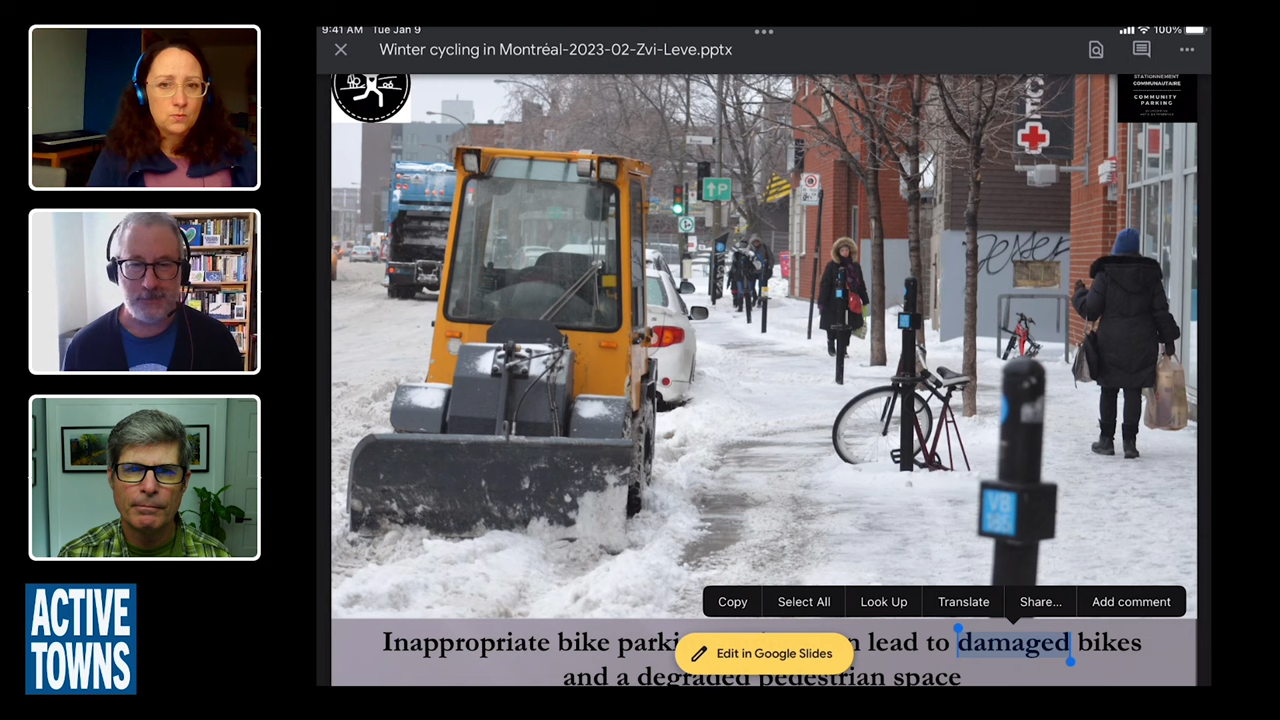 9:41 AM Tue Jan 9
100%
Winter cycling in Montréal-2023-02-Zvi-Leve.pptx
STATIONNEMENT
COMMUNAUTAIRE
COMMUNITY
PARKING
P
V8
185
Copy Select All Look Up Translate Share... Add comment
Inappropriate bike lead to damaged bikes
Edit in Google Slides
and a degraded pedestrian space
ACTIVE
TOWNS